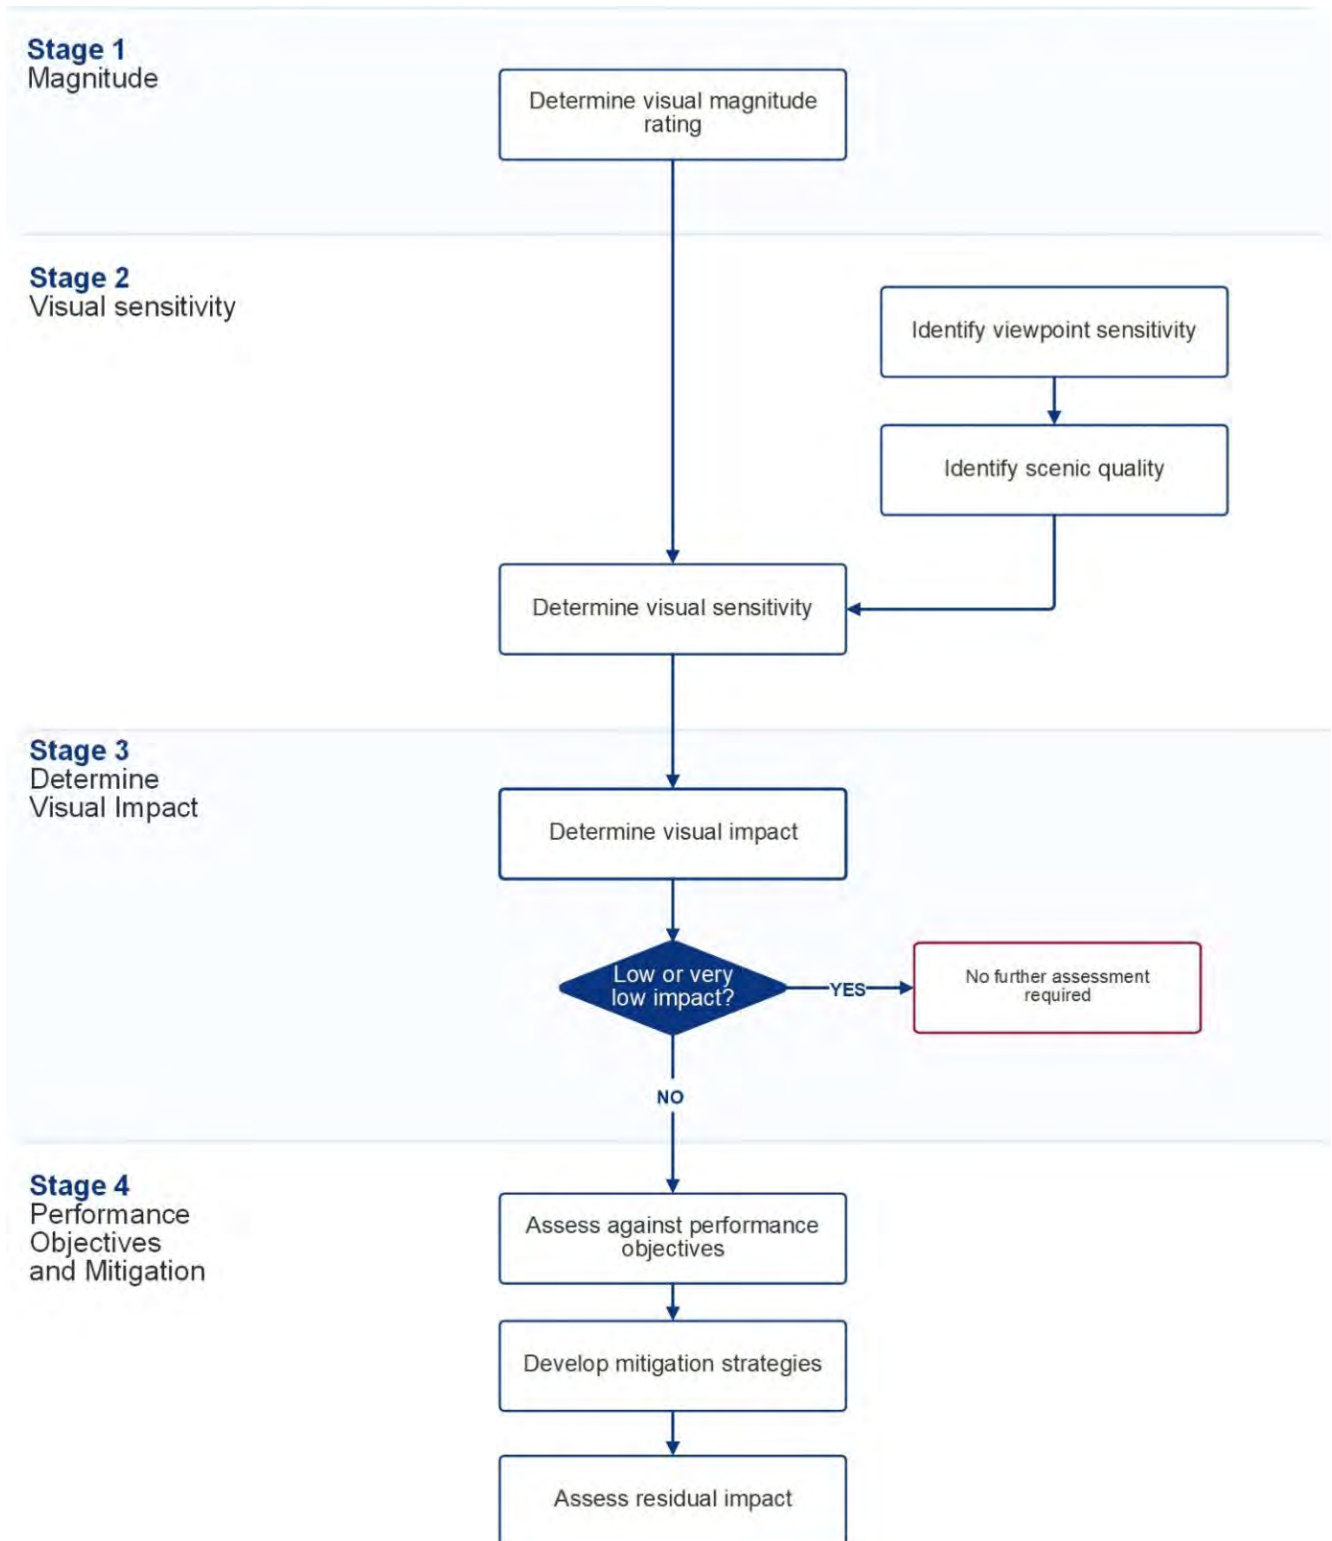 Stage 1
Magnitude
Determine visual magnitude
rating
Stage 2
Visual sensitivity
Identify viewpoint sensitivity
Identify scenic quality
Determine visual sensitivity
Stage 3
Determine
Visual Impact
Determine visual impact
Low or very
low impact?
YES
No further assessment
required
NO
Stage 4
Performance
Objectives
and Mitigation
Assess against performance
objectives
Develop mitigation strategies
Assess residual impact